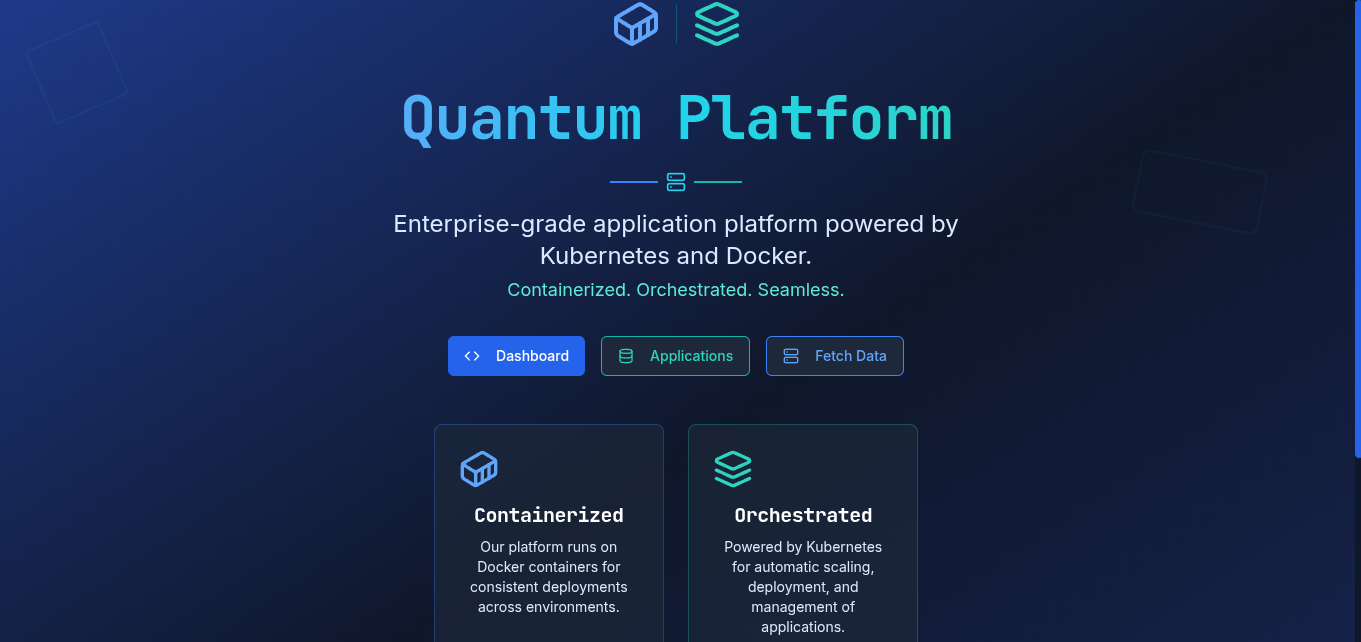 Quantum Platform
Enterprise-grade application platform powered by
Kubernetes and Docker.
Containerized. Orchestrated. Seamless.
Dashboard
Applications
Fetch Data
Containerized
Our platform runs on
Docker containers for
consistent deployments
across environments.
Orchestrated
Powered by Kubernetes
for automatic scaling,
deployment, and
management of
applications.